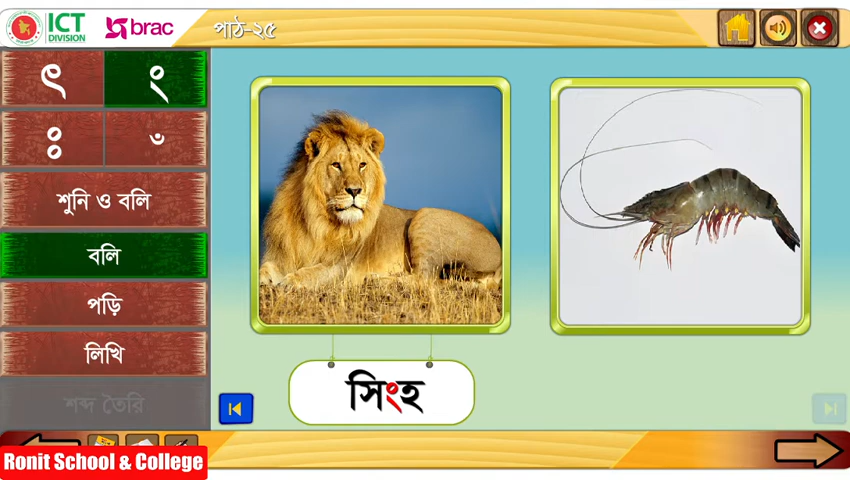 ICT
DIVISION
brac
পাঠ-২৫
ৎ
ং
ঃ
ঁ
শুনি ও বলি
বলি
পড়ি
লিখি
শব্দ তৈরি
সিংহ
Ronit School & College